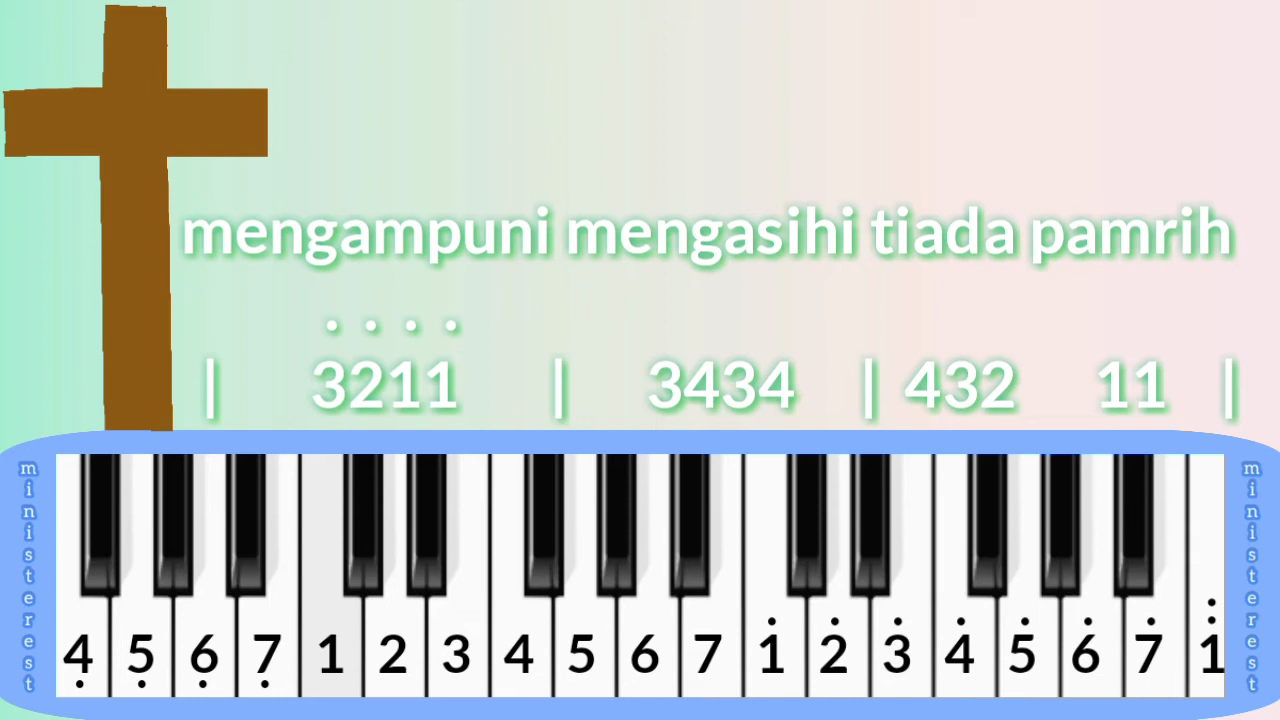 mengampuni mengasihi tiada pamrih
. . . .
| 3211 | 3434 | 432 11 |
ministerest
4̣ 5̣ 6̣ 7̣ 1 2 3 4 5 6 7 1̇ 2̇ 3̇ 4̇ 5̇ 6̇ 7̇ 1̈
ministerest